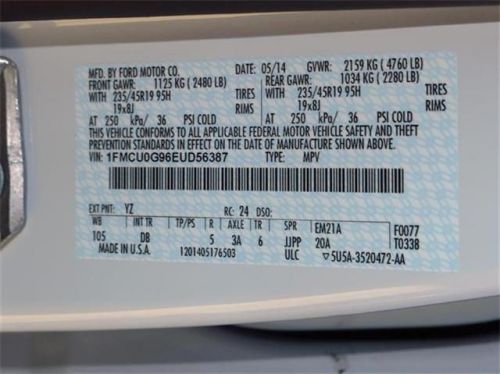 MFD. BY FORD MOTOR CO. 05/14 GVWR: 2159 KG (4760 LB)
FRONT GAWR: 1125 KG (2480 LB) REAR GAWR: 1034 KG (2280 LB)
WITH 235/45R19 95H TIRES WITH 235/45R19 95H TIRES
19x8J RIMS 19x8J RIMS
AT 250 kPa/ 36 PSI COLD AT 250 kPa/ 36 PSI COLD
THIS VEHICLE CONFORMS TO ALL APPLICABLE FEDERAL MOTOR VEHICLE SAFETY AND THEFT PREVENTION
STANDARDS IN EFFECT ON THE DATE OF MANUFACTURE SHOWN ABOVE.
VIN: 1FMCU0G96EUD56387 TYPE: MPV
EXT PNT: YZ RC: 24 DSO:
WB INT TR TP/PS R AXLE TR SPR EM21A F0077
105 DB 5 3A 6 JJPP 20A T0338
MADE IN U.S.A. 1201405176503 ULC 5U5A-3520472-AA